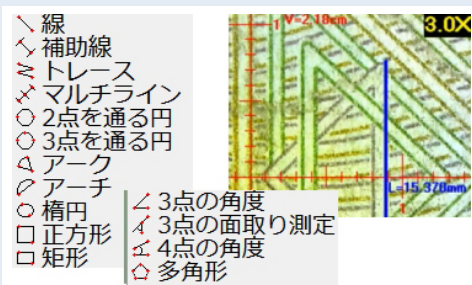 線
補助線
トレース
マルチライン
2点を通る円
3点を通る円
アーク
アーチ
楕円
正方形
矩形
3点の角度
3点の面取り測定
4点の角度
多角形
1
V=2.18mm
3.0X
L=15.378mm
1